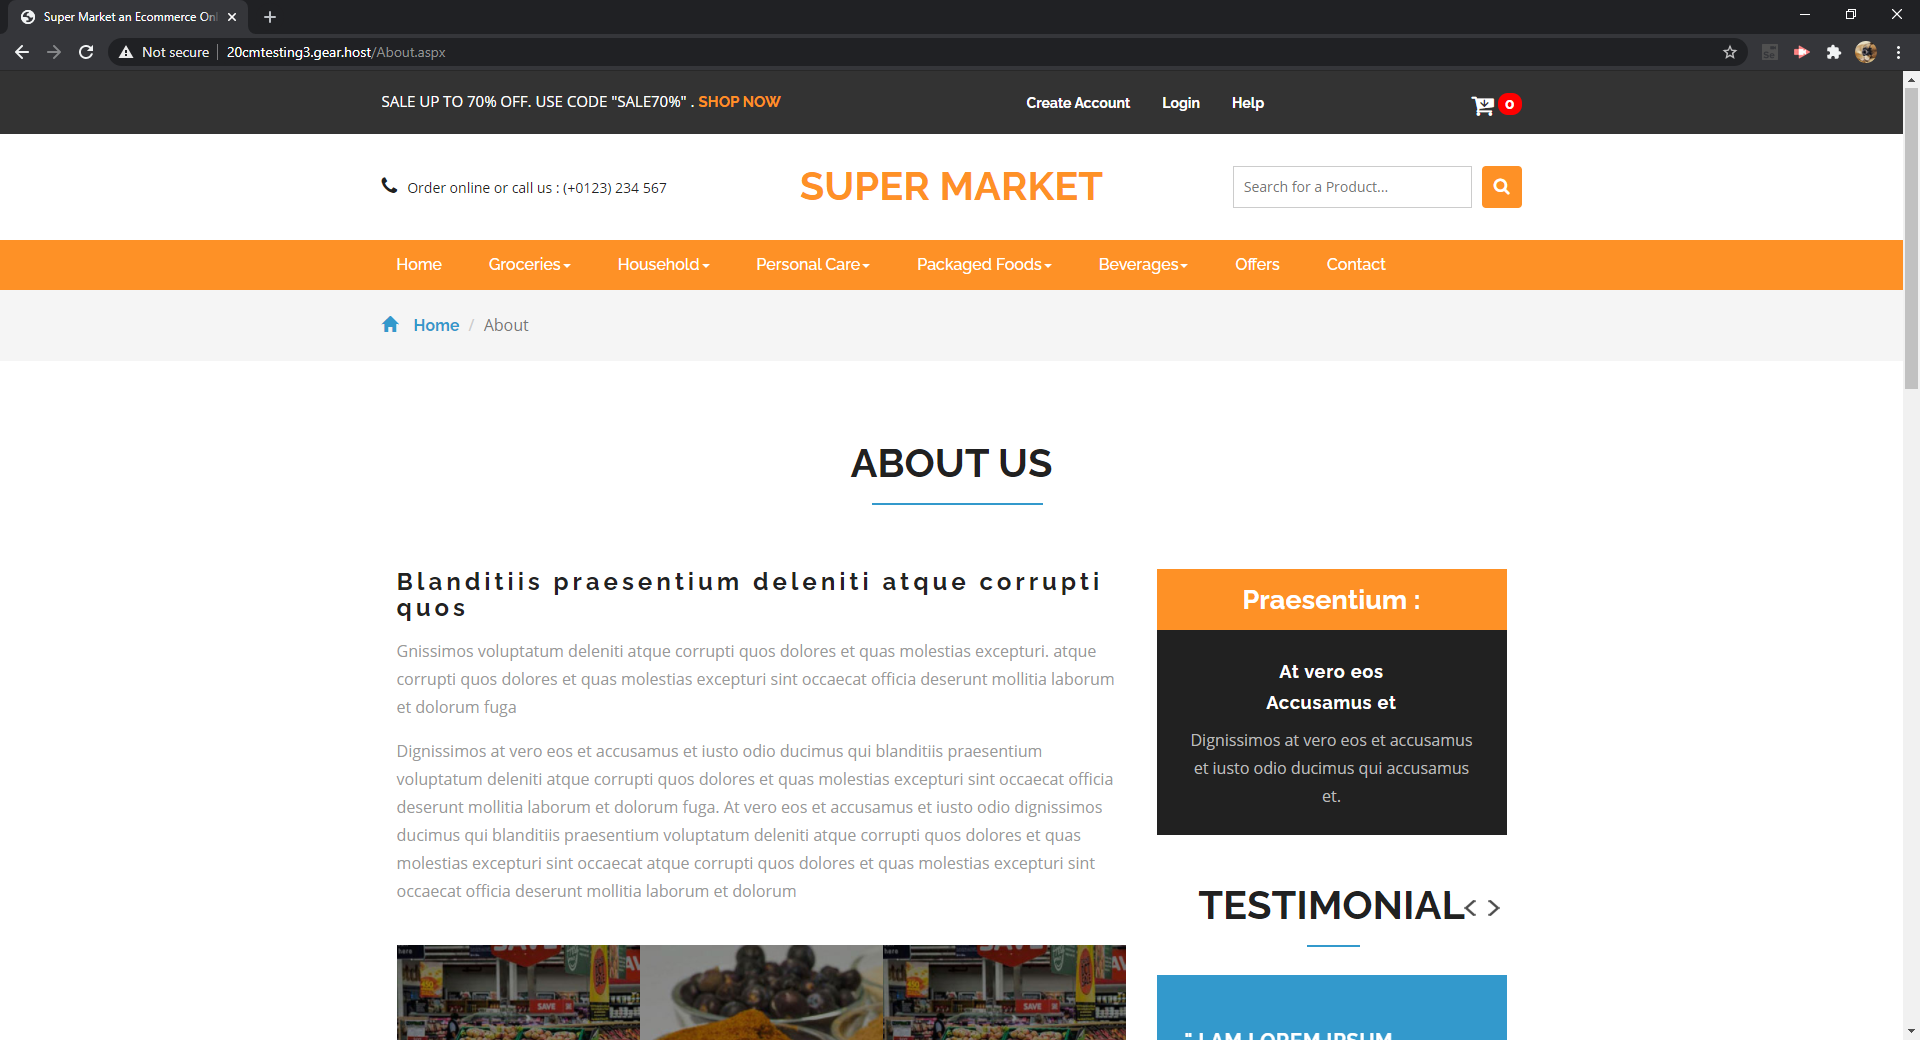 Super Market an Ecommerce Onl
Not secure
20cmtesting3.gear.host/About.aspx
SALE UP TO 70% OFF. USE CODE "SALE70%" . SHOP NOW
Create Account
Login
Help
0
Order online or call us : (+0123) 234 567
SUPER MARKET
Search for a Product...
Home
Groceries
Household
Personal Care
Packaged Foods
Beverages
Offers
Contact
Home / About
ABOUT US
Blanditiis praesentium deleniti atque corrupti
quos
Gnissimos voluptatum deleniti atque corrupti quos dolores et quas molestias excepturi. atque
corrupti quos dolores et quas molestias excepturi sint occaecat officia deserunt mollitia laborum
et dolorum fuga
Dignissimos at vero eos et accusamus et iusto odio ducimus qui blanditiis praesentium
voluptatum deleniti atque corrupti quos dolores et quas molestias excepturi sint occaecat officia
deserunt mollitia laborum et dolorum fuga. At vero eos et accusamus et iusto odio dignissimos
ducimus qui blanditiis praesentium voluptatum deleniti atque corrupti quos dolores et quas
molestias excepturi sint occaecat atque corrupti quos dolores et quas molestias excepturi sint
occaecat officia deserunt mollitia laborum et dolorum
Praesentium :
At vero eos
Accusamus et
Dignissimos at vero eos et accusamus
et iusto odio ducimus qui accusamus
et.
TESTIMONIAL
" I AM LOREM IPSUM
here
SAVE
SAVE
here
SAVE
SAVE